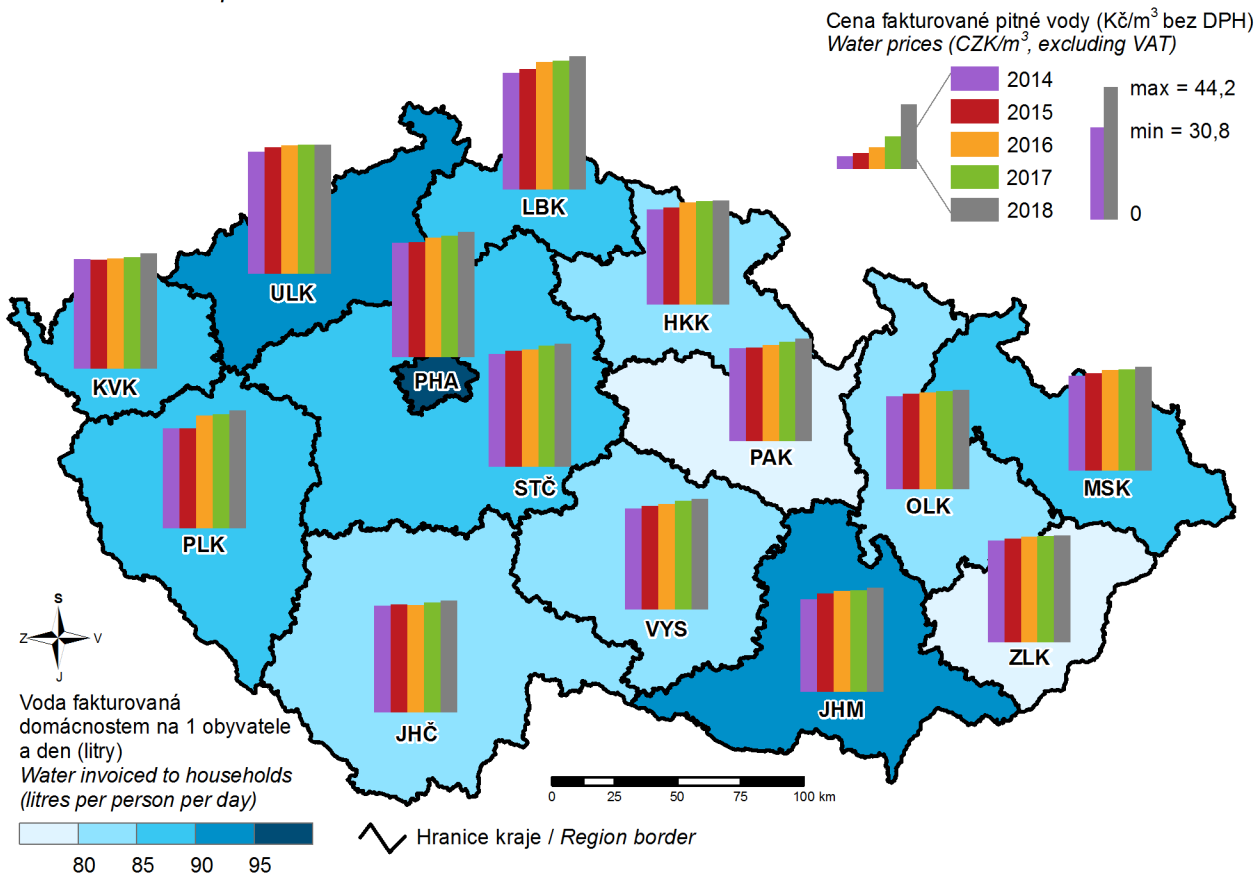 Cena fakturované pitné vody (Kč/m³ bez DPH)
Water prices (CZK/m³, excluding VAT)
2014
2015
2016
2017
2018
max = 44,2
min = 30,8
0
LBK
ULK
HKK
KVK
PHA
STČ
PAK
OLK
MSK
PLK
VYS
ZLK
JHM
JHČ
S
Z
V
J
Voda fakturovaná
domácnostem na 1 obyvatele
a den (litry)
Water invoiced to households
(litres per person per day)
80 85 90 95
0 25 50 75 100 km
Hranice kraje / Region border